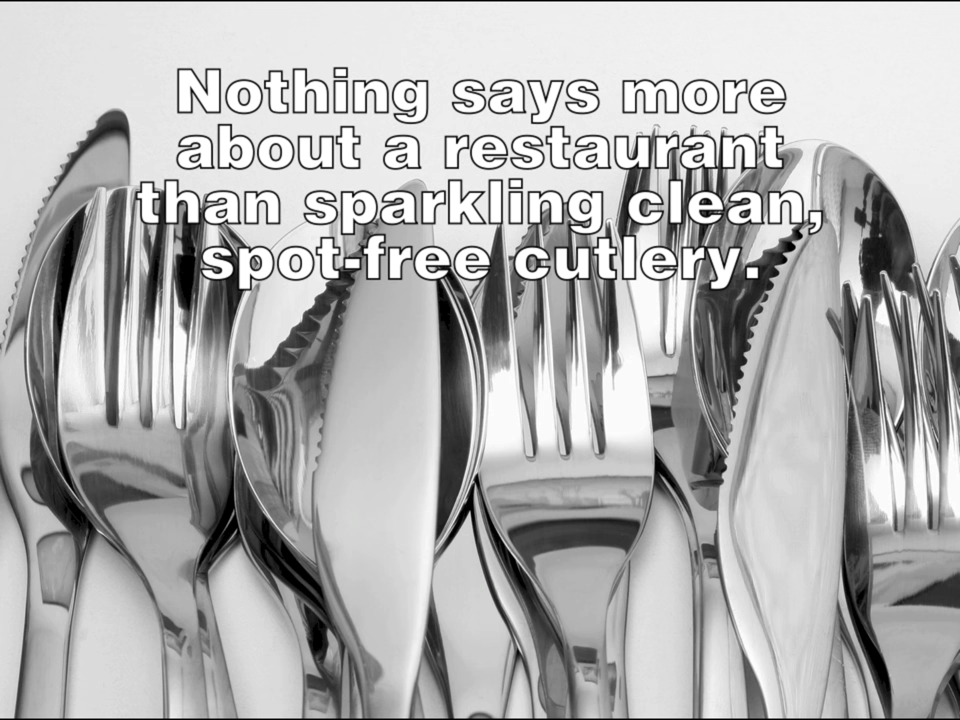 Nothing says more
about a restaurant
than sparkling clean,
spot-free cutlery.